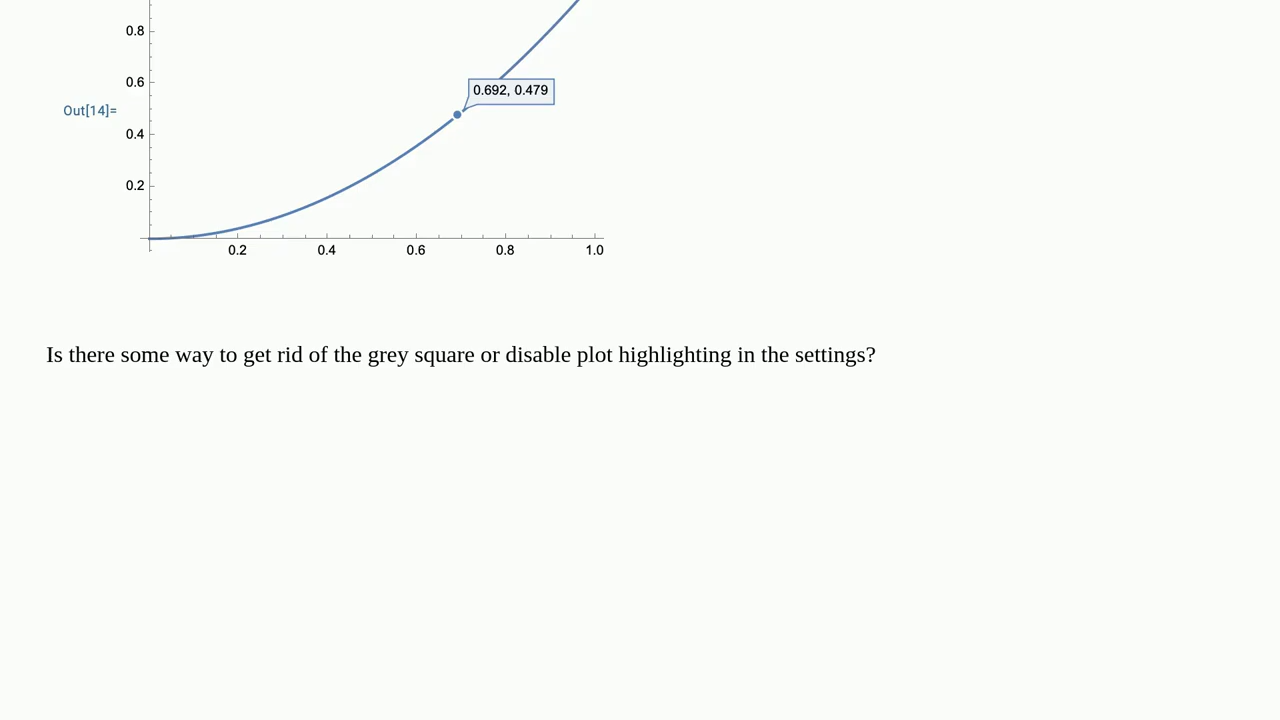 0.8
0.6
0.692, 0.479
Out[14]=
0.4
0.2
0.2 0.4 0.6 0.8 1.0
Is there some way to get rid of the grey square or disable plot highlighting in the settings?